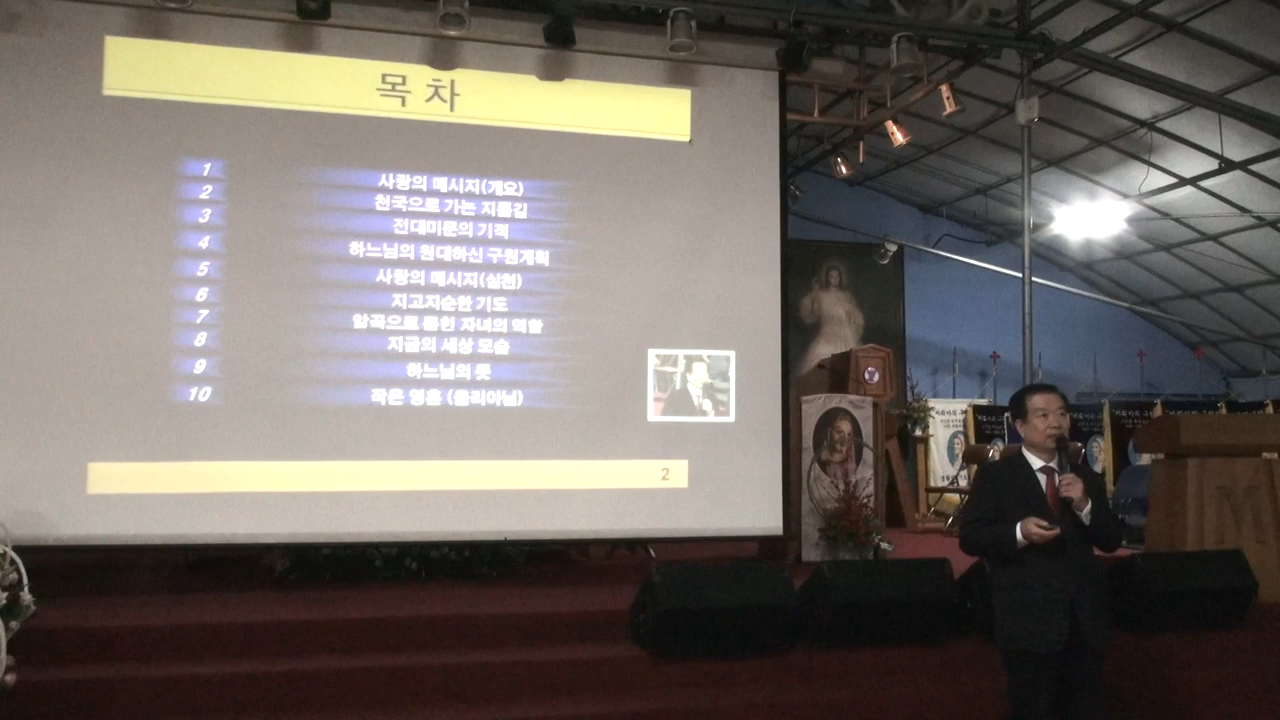 목 차
1 사랑의 메시지(개요)
2 천국으로 가는 지름길
3 전대미문의 기적
4 하느님의 원대하신 구원계획
5 사랑의 메시지(실천)
6 지고지순한 기도
7 알곡으로 뽑힌 자녀의 역할
8 지금의 세상 모습
9 하느님의 뜻
10 작은 영혼 (율리아님)
2
M